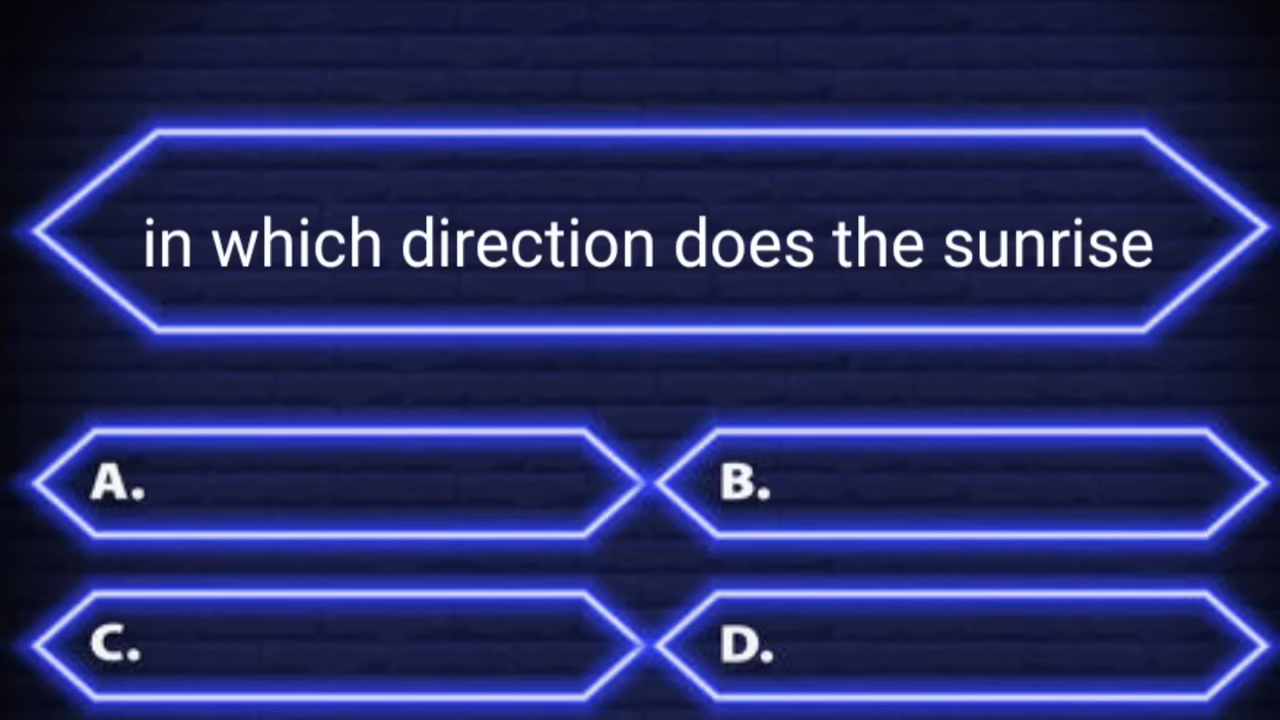 in which direction does the sunrise
A.
B.
C.
D.